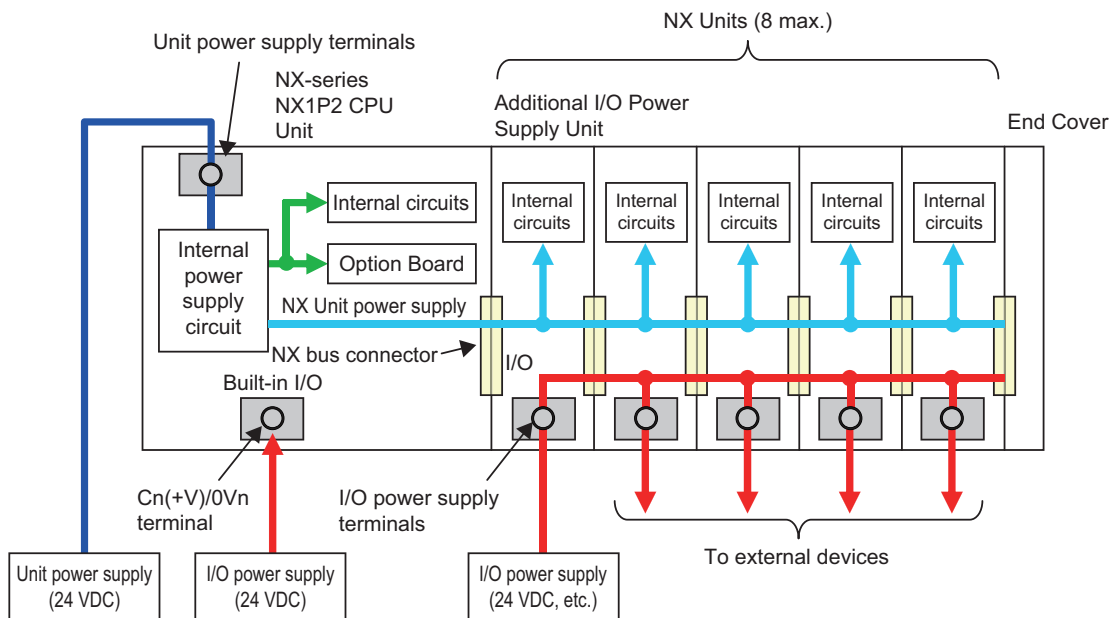 NX Units (8 max.)
Unit power supply terminals
NX-series
NX1P2 CPU
Unit
Additional I/O Power
Supply Unit
End Cover
Internal circuits
Option Board
Internal
power
supply
circuit
Internal
circuits
Internal
circuits
Internal
circuits
Internal
circuits
Internal
circuits
NX Unit power supply
NX bus connector
I/O
Built-in I/O
Cn(+V)/0Vn
terminal
I/O power supply
terminals
To external devices
Unit power supply
(24 VDC)
I/O power supply
(24 VDC)
I/O power supply
(24 VDC, etc.)